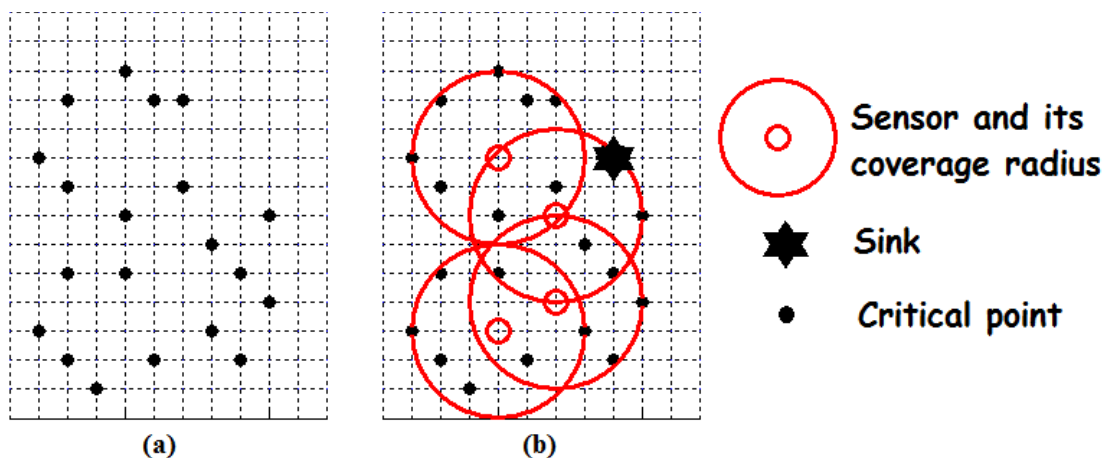 Sensor and its
coverage radius
Sink
Critical point
(a)
(b)